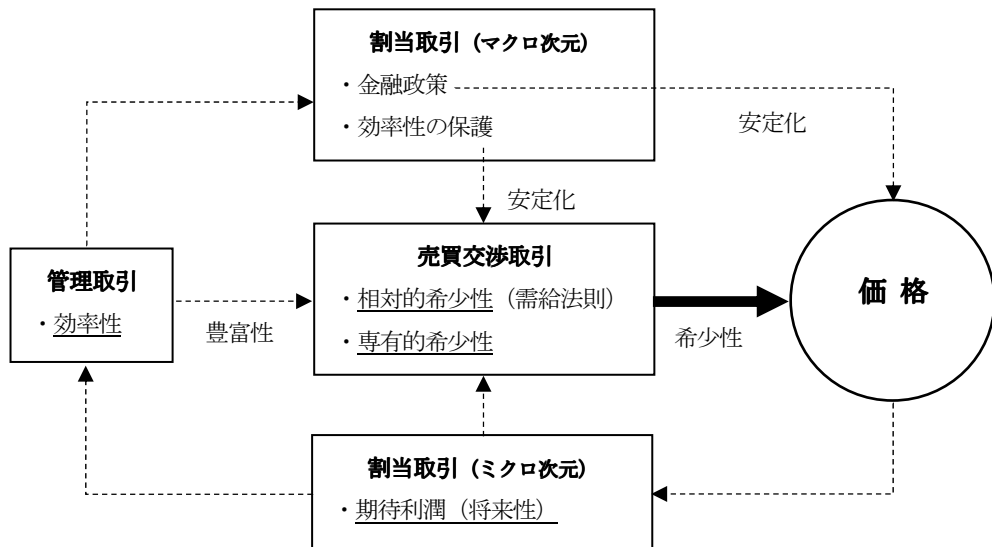 割当取引（マクロ次元）
・金融政策
・効率性の保護
安定化
安定化
売買交渉取引
・相対的希少性（需給法則）
・専有的希少性
管理取引
・効率性
豊富性
希少性
価 格
割当取引（ミクロ次元）
・期待利潤（将来性）